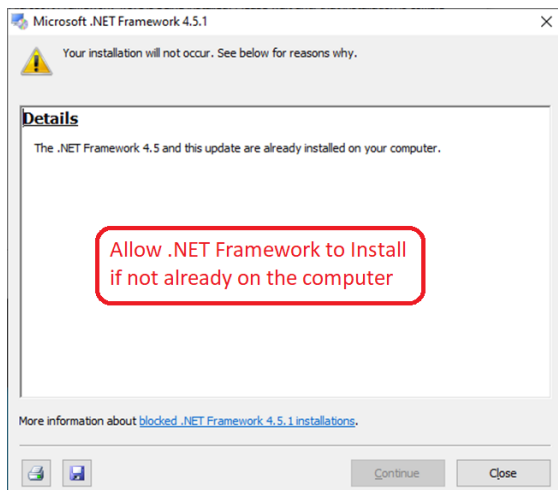 Microsoft .NET Framework 4.5.1
Your installation will not occur. See below for reasons why.
Details
The .NET Framework 4.5 and this update are already installed on your computer.
Allow .NET Framework to Install
if not already on the computer
More information about blocked .NET Framework 4.5.1 installations.
Continue
Close